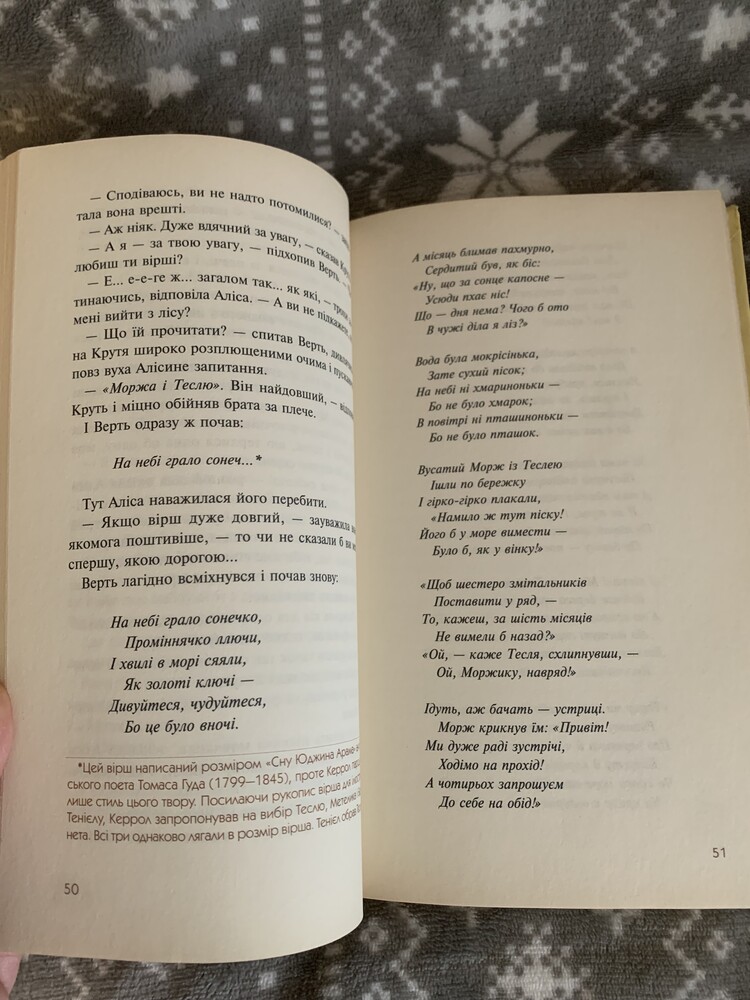 — Сподіваюсь, ви не надто потомилися? —
тала вона врешті.
— Аж ніяк. Дуже вдячний за увагу, — сказав
— А я — за твою увагу, — підхопив Верть. —
любиш ти вірші?
— Е... е-е-ге ж... загалом так... як які, —
тинаючись, відповіла Аліса. — А ви не підкажете,
мені вийти з лісу?
— Що їй прочитати? — спитав Верть,
на Крутя широко розплющеними очима і
повз вуха Алісине запитання.
— «Моржа і Теслю». Він найдовший, —
Круть і міцно обійняв брата за плече.
І Верть одразу ж почав:
На небі грало сонеч...*
Тут Аліса наважилася його перебити.
— Якщо вірш дуже довгий, — зауважила
якомога поштивіше, — то чи не сказали б
спершу, якою дорогою...
Верть лагідно всміхнувся і почав знову:
На небі грало сонечко,
Проміннячко ллючи,
І хвилі в морі сяяли,
Як золоті ключі —
Дивуйтеся, чудуйтеся,
Бо це було вночі.
*Цей вірш написаний розміром «Сну Юджина
ського поета Томаса Гуда (1799—1845), проте Керрол
лише стиль цього твору. Посилаючи рукопис вірша для
Тенієлу, Керрол запропонував на вибір Теслю, Метелика
нета. Всі три однаково лягали в розмір вірша. Тенієл обрав
50
А місяць блимав пахмурно,
Сердитий був, як біс:
«Ну, що за сонце капосне —
Усюди пхає ніс!
Що — дня нема? Чого б ото
В чужі діла я ліз?»
Вода була мокрісінька,
Зате сухий пісок;
На небі ні хмариноньки —
Бо не було хмарок;
В повітрі ні пташиноньки —
Бо не було пташок.
Вусатий Морж із Теслею
Ішли по бережку
І гірко-гірко плакали,
«Намило ж тут піску!
Його б у море вимести —
Було б, як у вінку!»
«Щоб шестеро змітальників
Поставити у ряд, —
То, кажеш, за шість місяців
Не вимели б назад?»
«Ой, — каже Тесля, схлипнувши, —
Ой, Моржику, навряд!»
Ідуть, аж бачать — устриці.
Морж крикнув їм: «Привіт!
Ми дуже раді зустрічі,
Ходімо на прохід!
А чотирьох запрошуєм
До себе на обід!»
51